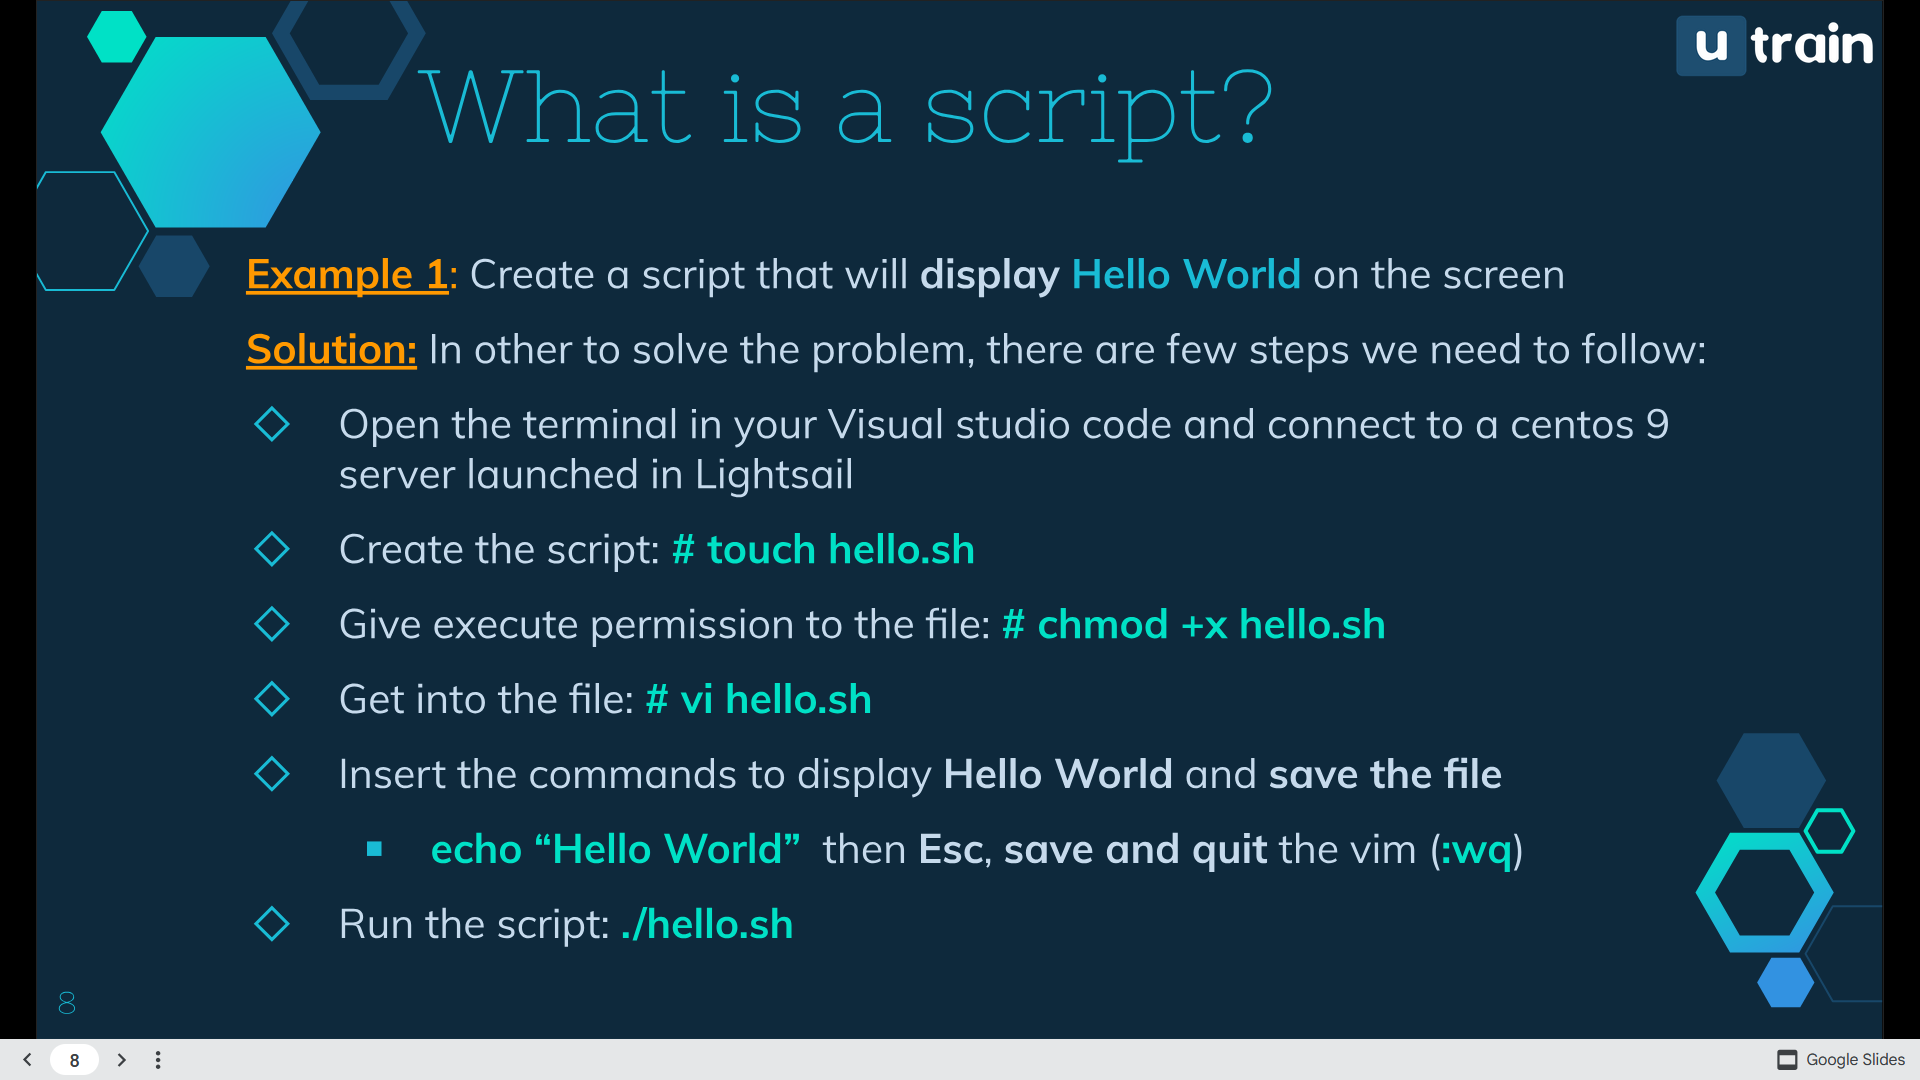 u train
What is a script?
Example 1: Create a script that will display Hello World on the screen
Solution: In other to solve the problem, there are few steps we need to follow:
Open the terminal in your Visual studio code and connect to a centos 9
server launched in Lightsail
Create the script: # touch hello.sh
Give execute permission to the file: # chmod +x hello.sh
Get into the file: # vi hello.sh
Insert the commands to display Hello World and save the file
echo “Hello World” then Esc, save and quit the vim (:wq)
Run the script: ./hello.sh
8
8
Google Slides